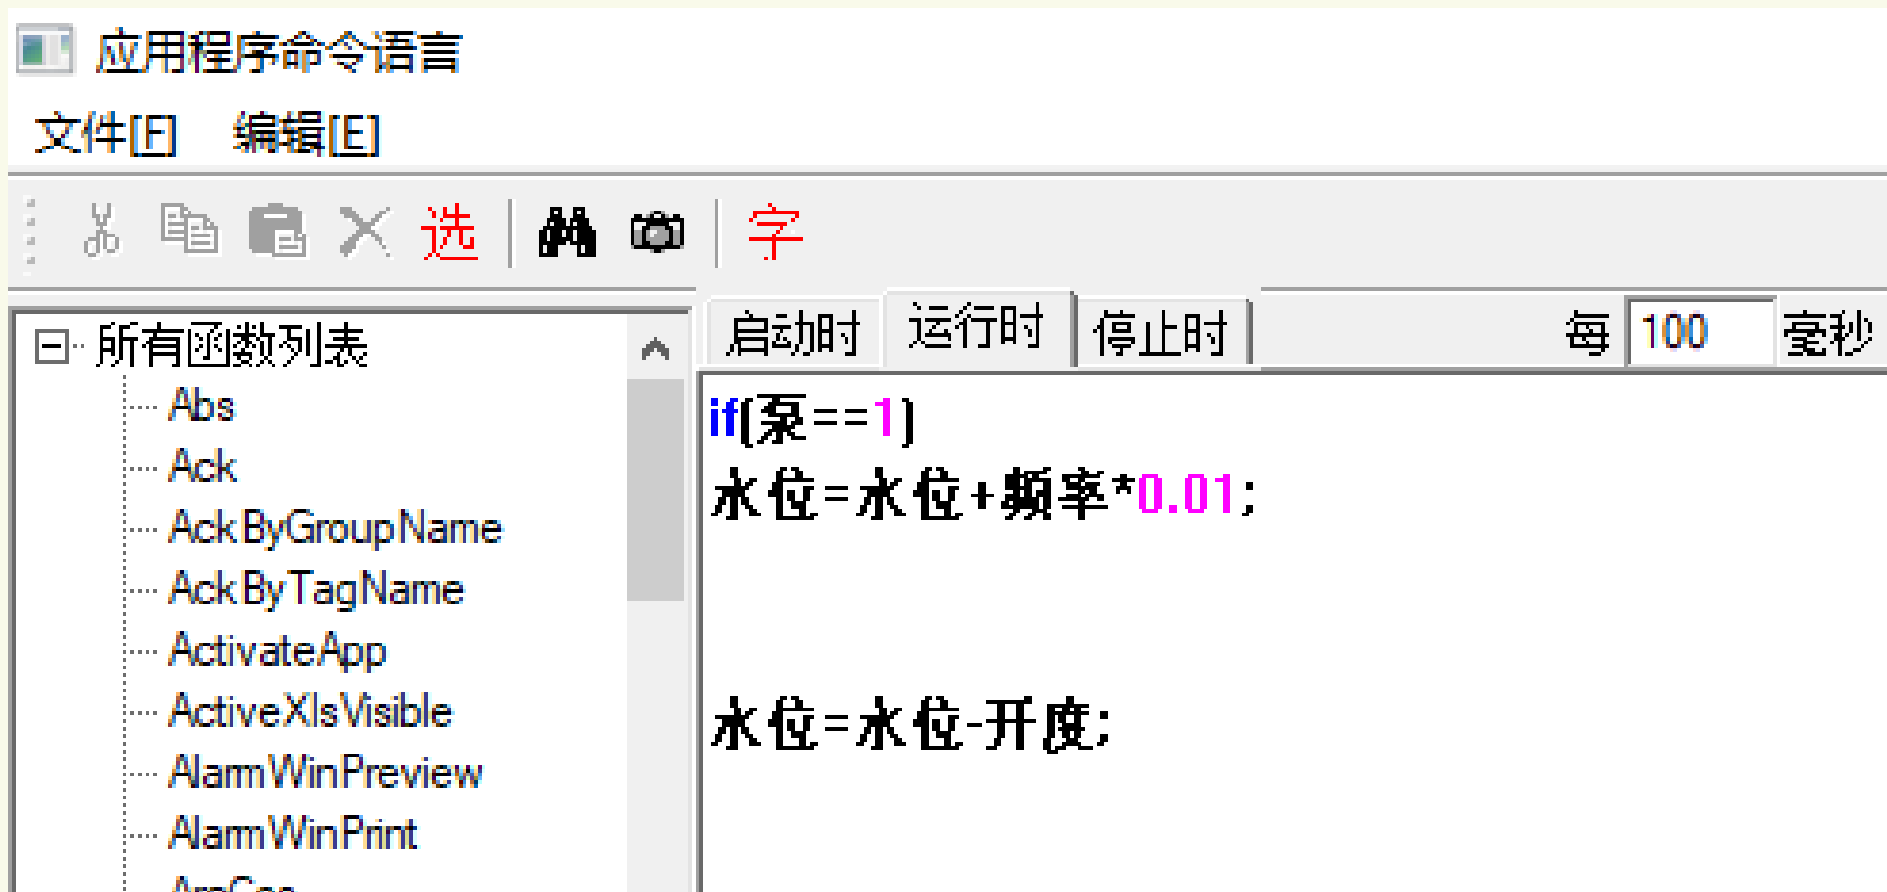 应用程序命令语言
文件[F] 编辑[E]
选 字
所有函数列表
Abs
Ack
AckByGroupName
AckByTagName
ActivateApp
ActiveXIsVisible
AlarmWinPreview
AlarmWinPrint
启动时 运行时 停止时 每 100 毫秒
if(泵==1)
水位=水位+频率*0.01;
水位=水位-开度;